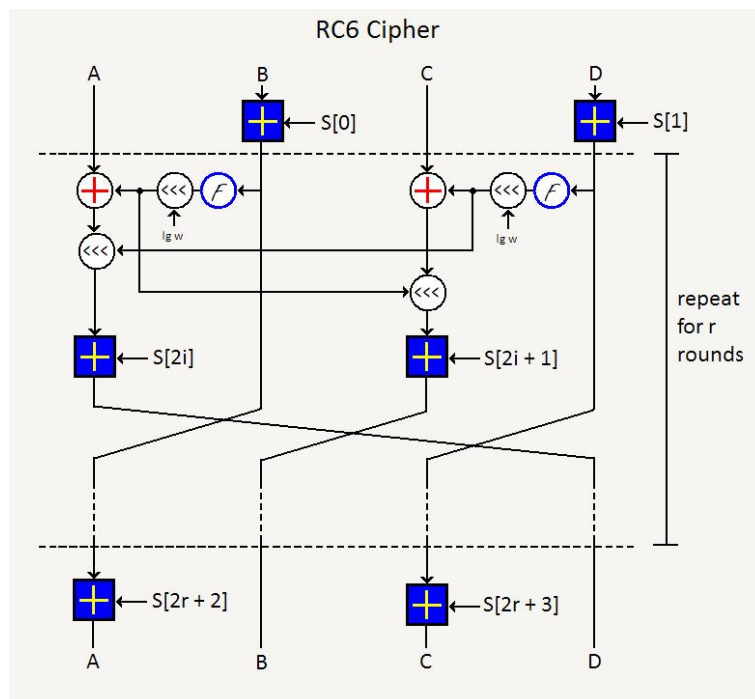 RC6 Cipher
A B C D
S[0] S[1]
<<< F <<< F
lg w lg w
<<<
<<<
repeat
for r
rounds
S[2i] S[2i + 1]
S[2r + 2] S[2r + 3]
A B C D